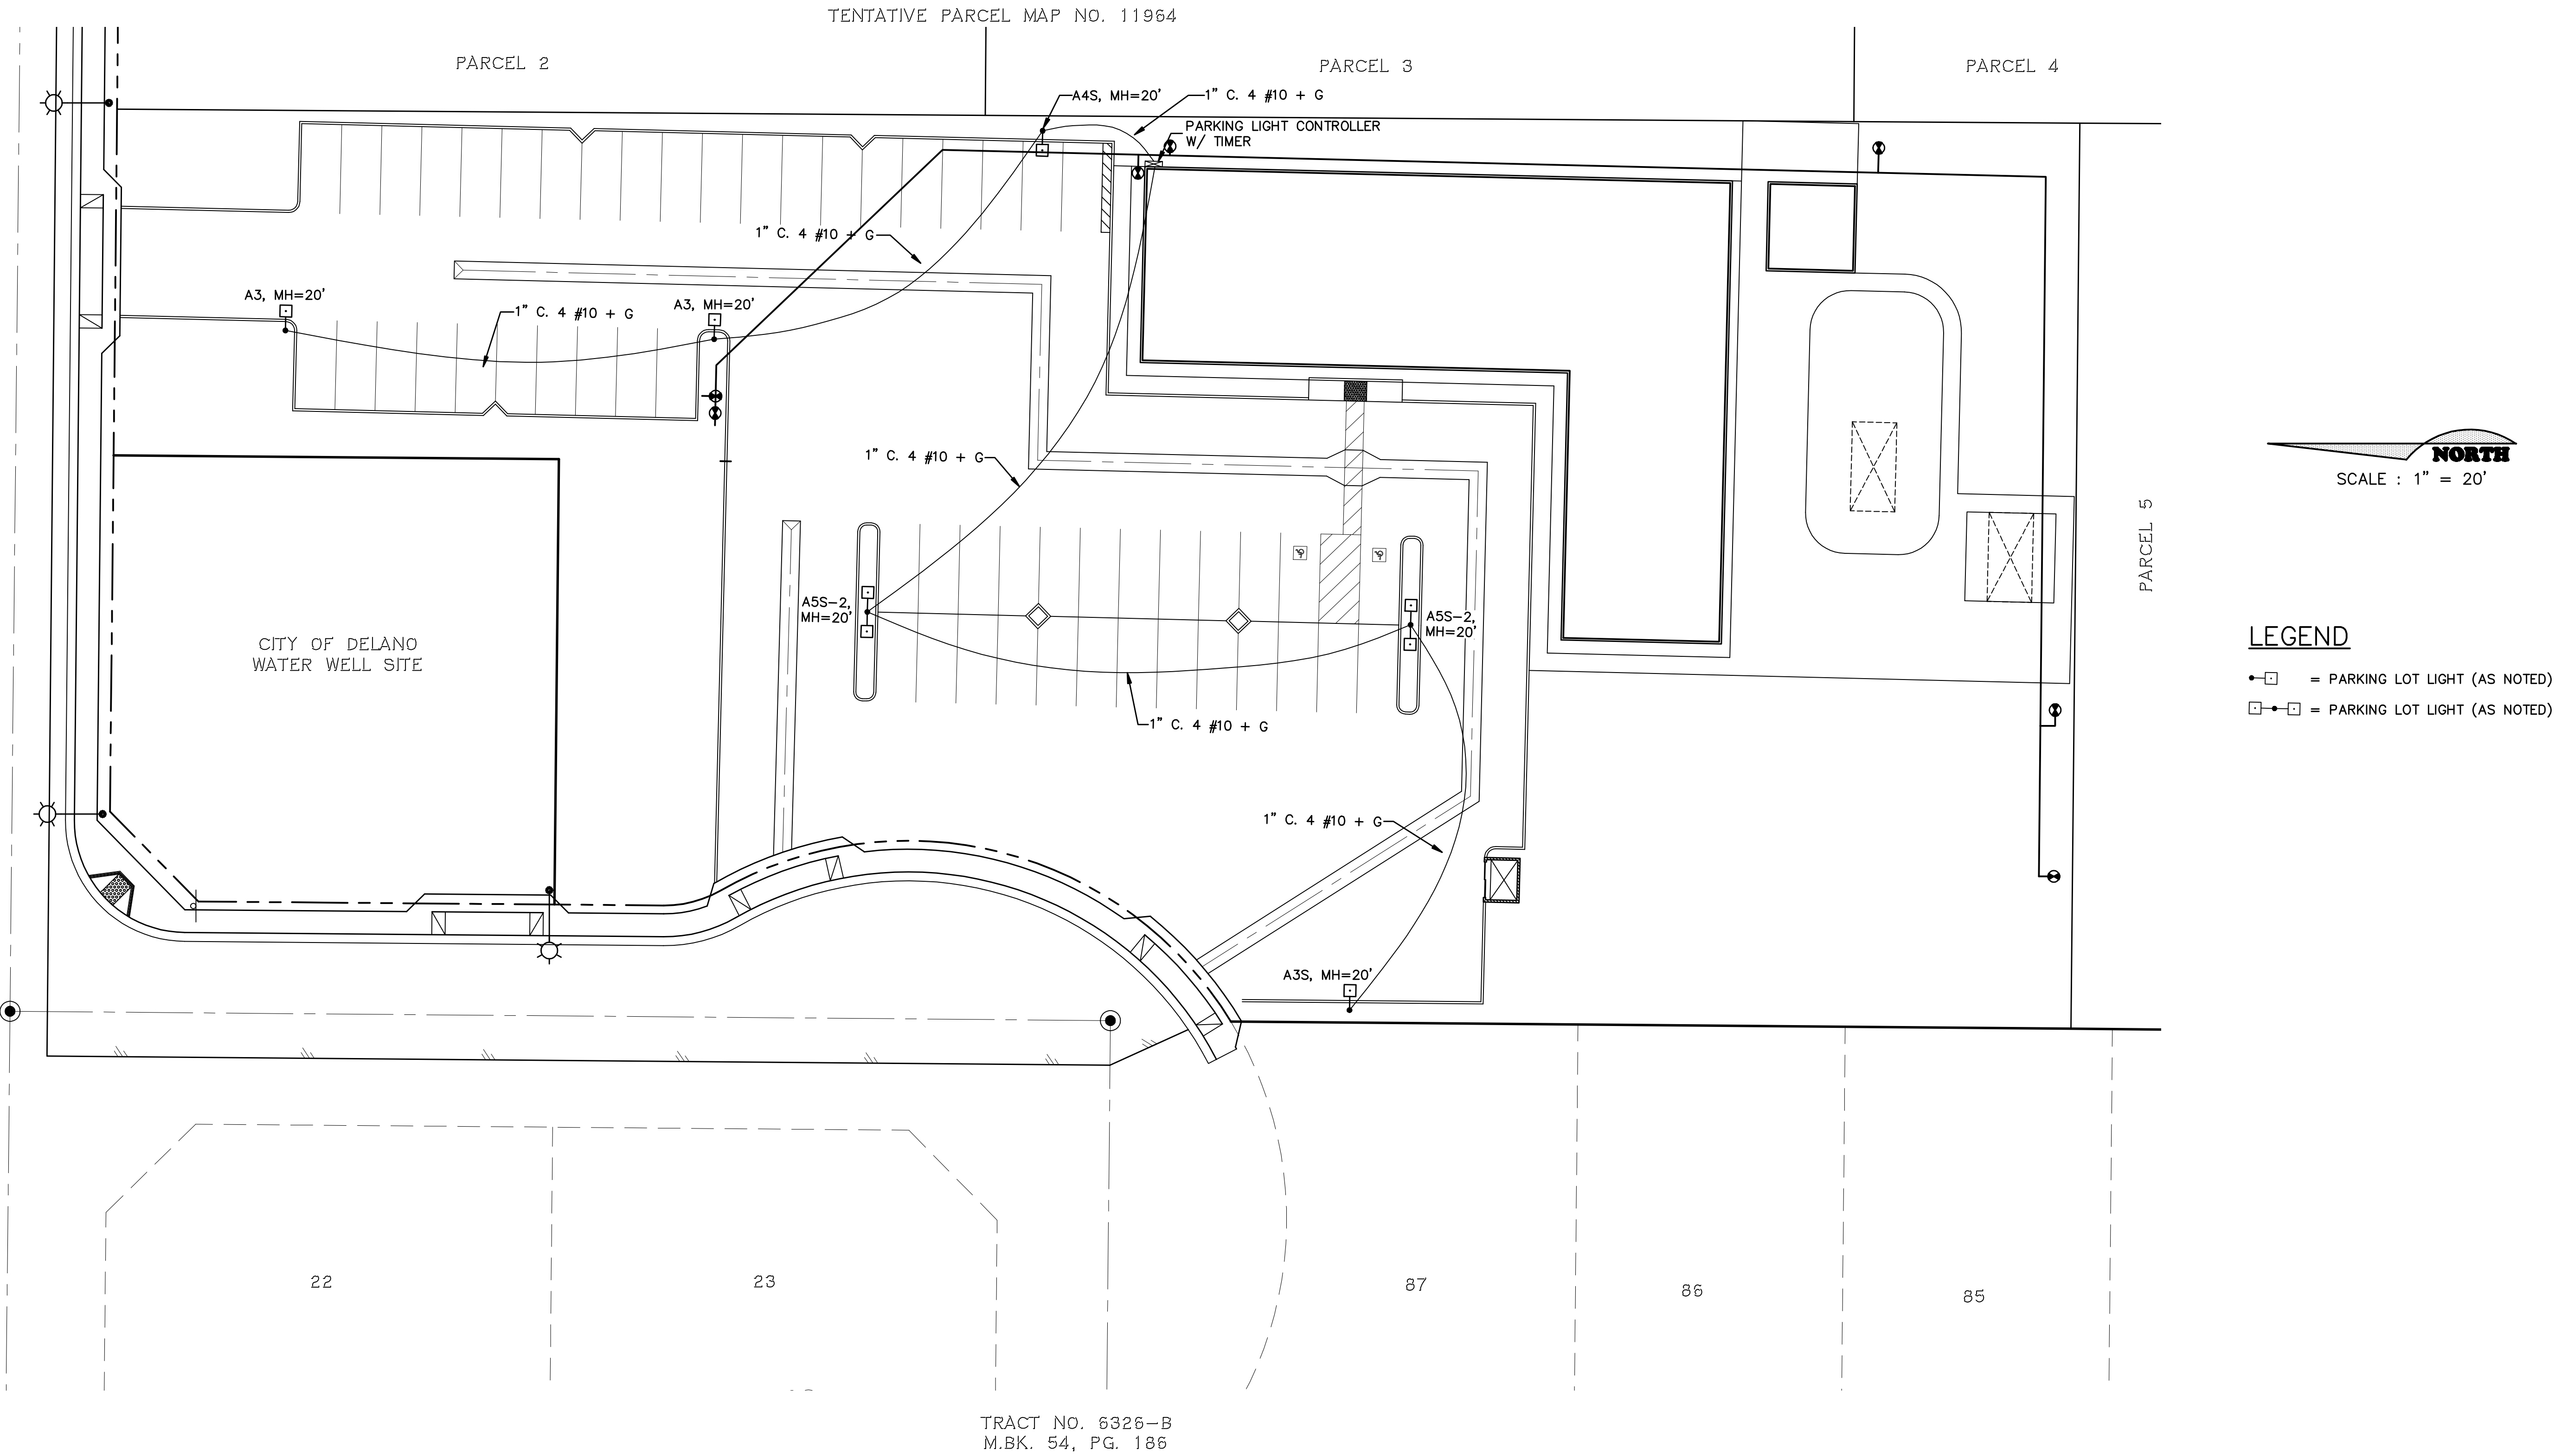 TENTATIVE PARCEL MAP NO. 11964
PARCEL 2
PARCEL 3
PARCEL 4
A4S, MH=20'
1" C. 4 #10 + G
PARKING LIGHT CONTROLLER
W/ TIMER
1" C. 4 #10 + G
A3, MH=20'
A3, MH=20'
1" C. 4 #10 + G
1" C. 4 #10 + G
NORTH
SCALE : 1" = 20'
PARCEL 5
A5S-2,
MH=20'
A5S-2,
MH=20'
CITY OF DELANO
WATER WELL SITE
LEGEND
= PARKING LOT LIGHT (AS NOTED)
= PARKING LOT LIGHT (AS NOTED)
1" C. 4 #10 + G
1" C. 4 #10 + G
A3S, MH=20'
22
23
87
86
85
TRACT NO. 6326-B
M.BK. 54, PG. 186